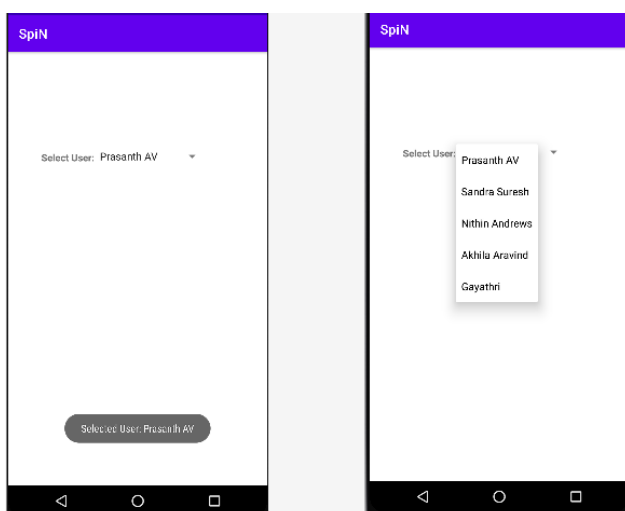 SpiN
Select User: Prasanth AV
Selected User: Prasanth AV
SpiN
Select User:
Prasanth AV
Sandra Suresh
Nithin Andrews
Akhila Aravind
Gayathri